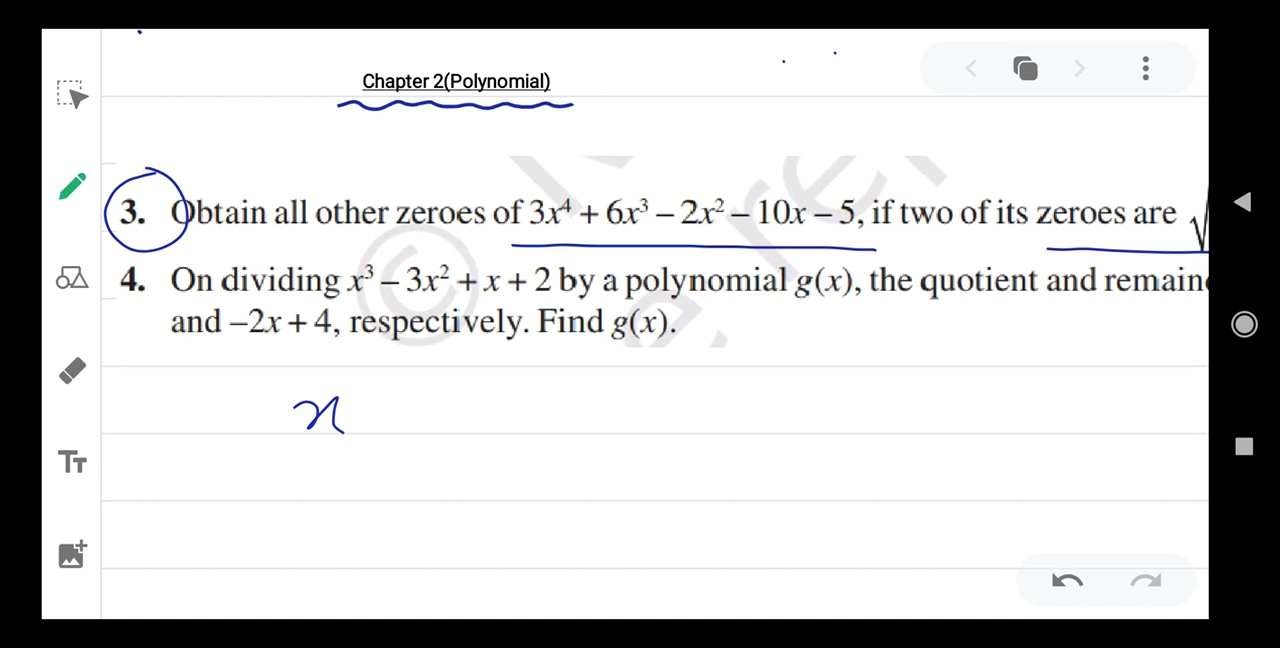 Chapter 2(Polynomial)
3. Obtain all other zeroes of 3x⁴ + 6x³ – 2x² – 10x – 5, if two of its zeroes are √
4. On dividing x³ – 3x² + x + 2 by a polynomial g(x), the quotient and
and –2x + 4, respectively. Find g(x).
x
Tт